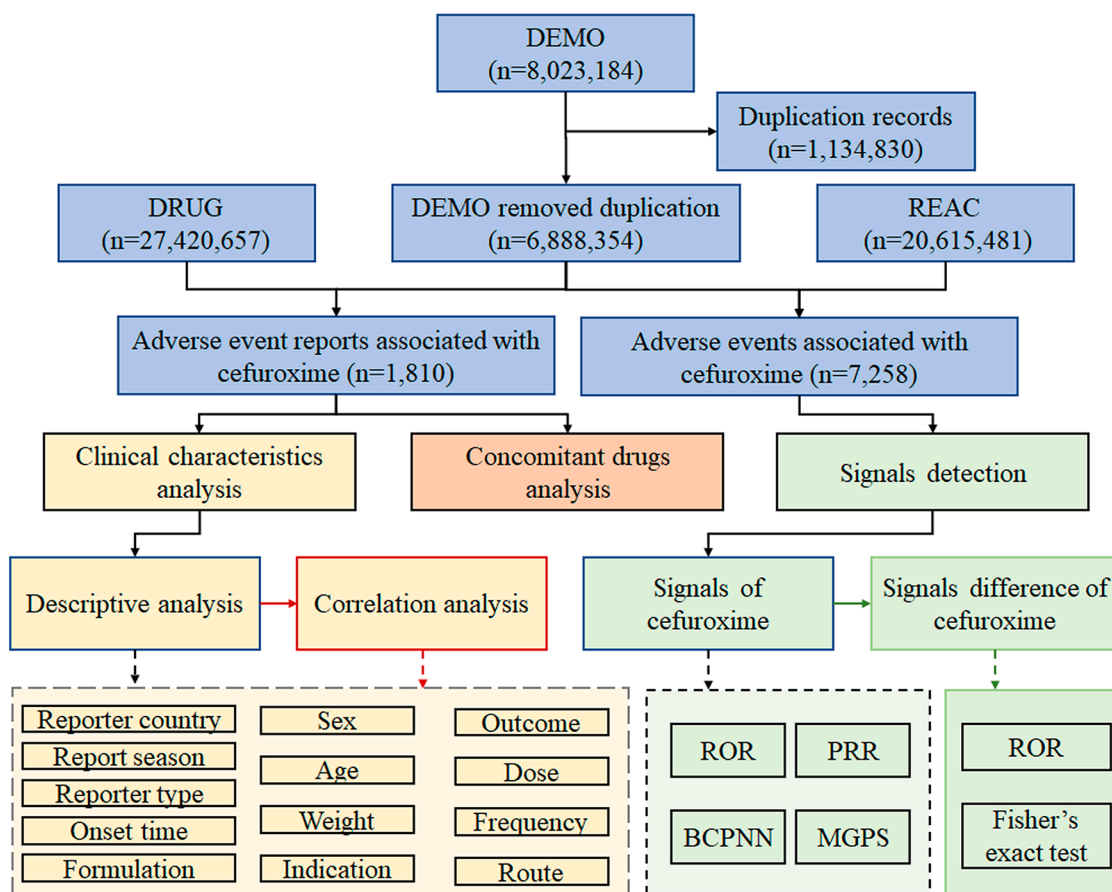 DEMO
(n=8,023,184)
Duplication records
(n=1,134,830)
DRUG
(n=27,420,657)
DEMO removed duplication
(n=6,888,354)
REAC
(n=20,615,481)
Adverse event reports associated with
cefuroxime (n=1,810)
Adverse events associated with
cefuroxime (n=7,258)
Clinical characteristics
analysis
Concomitant drugs
analysis
Signals detection
Descriptive analysis
Correlation analysis
Signals of
cefuroxime
Signals difference of
cefuroxime
Reporter country
Report season
Reporter type
Onset time
Formulation
Sex
Age
Weight
Indication
Outcome
Dose
Frequency
Route
ROR
PRR
BCPNN
MGPS
ROR
Fisher's
exact test